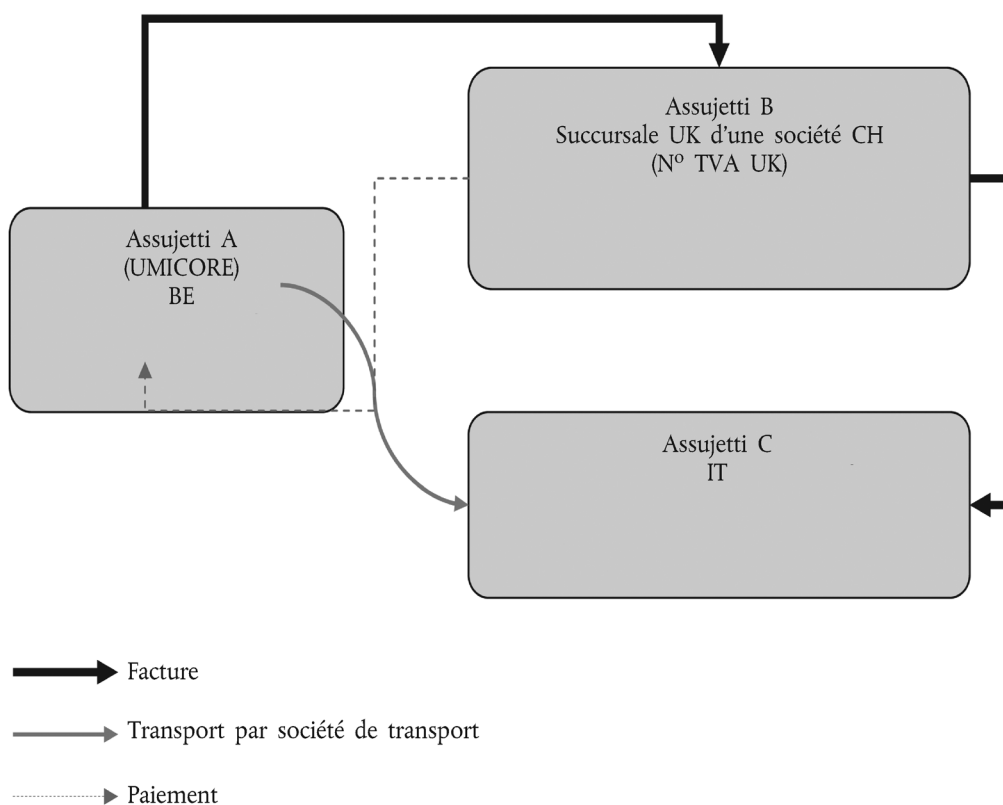 Assujetti B
Succursale UK d'une société CH
(Nº TVA UK)
Assujetti A
(UMICORE)
BE
Assujetti C
IT
Facture
Transport par société de transport
Paiement